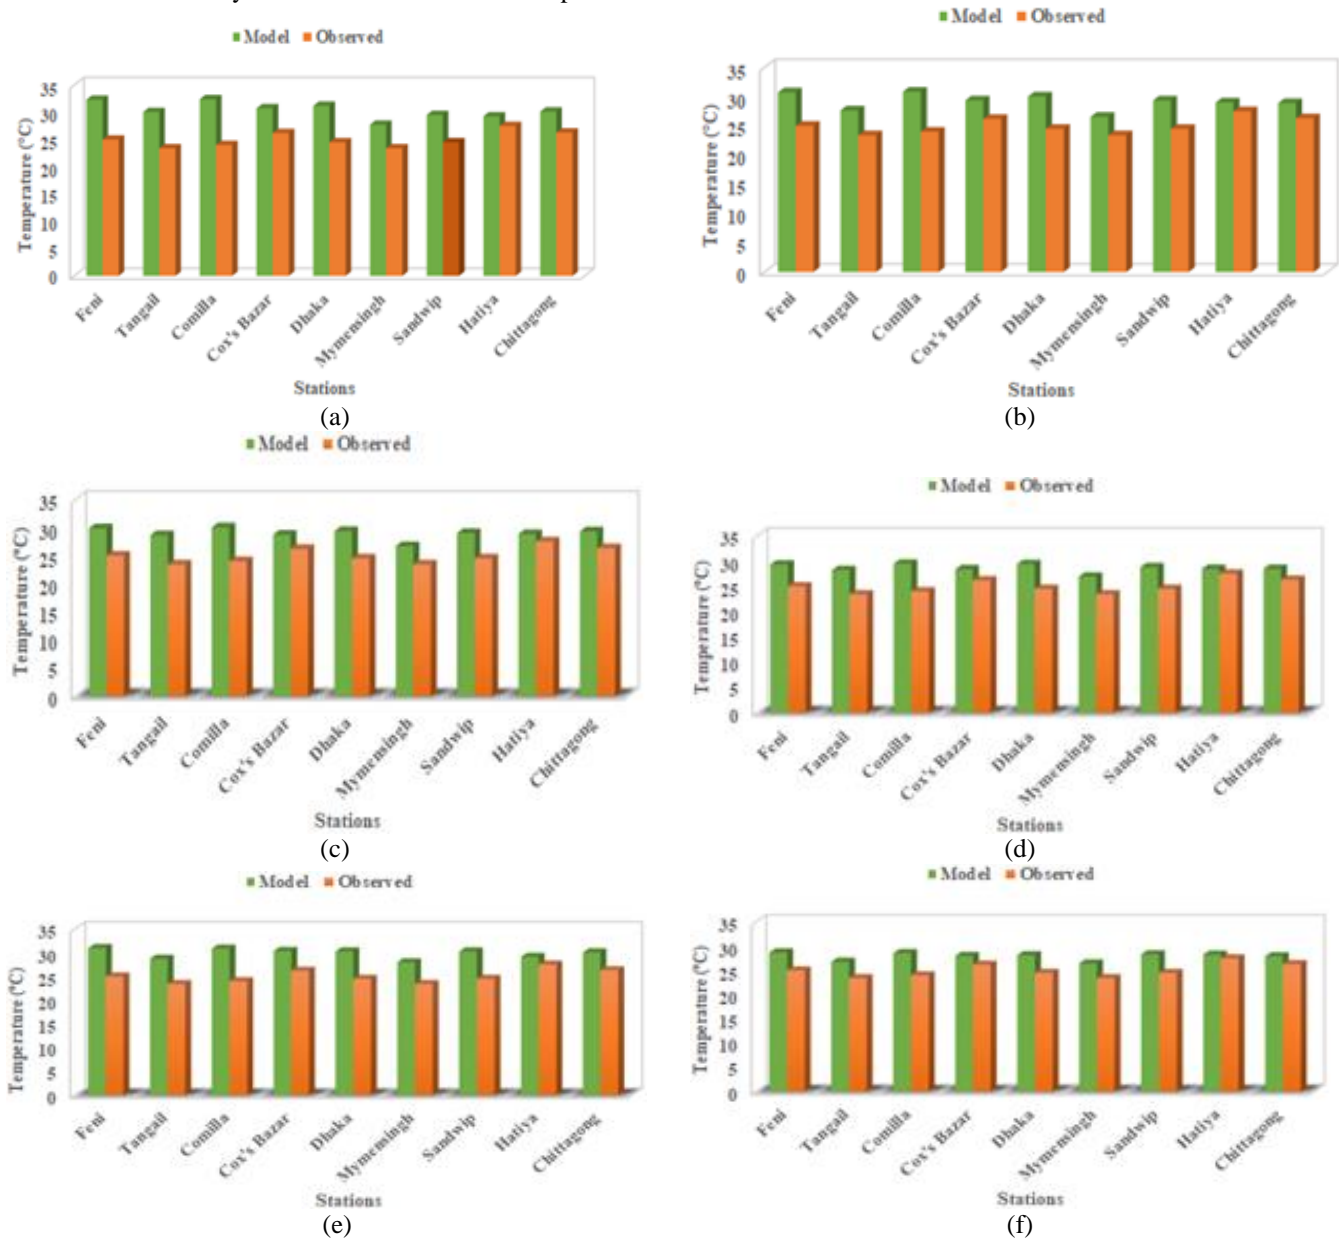 Model Observed
Temperature (°C)
35
30
25
20
15
10
5
0
Feni
Tangail
Comilla
Cox's Bazar
Dhaka
Mymensingh
Sandwip
Hatiya
Chittagong
Stations
(a)
Model Observed
Temperature (°C)
35
30
25
20
15
10
5
0
Feni
Tangail
Comilla
Cox's Bazar
Dhaka
Mymensingh
Sandwip
Hatiya
Chittagong
Stations
(b)
Model Observed
Temperature (°C)
35
30
25
20
15
10
5
0
Feni
Tangail
Comilla
Cox's Bazar
Dhaka
Mymensingh
Sandwip
Hatiya
Chittagong
Stations
(c)
Model Observed
Temperature (°C)
35
30
25
20
15
10
5
0
Feni
Tangail
Comilla
Cox's Bazar
Dhaka
Mymensingh
Sandwip
Hatiya
Chittagong
Stations
(d)
Model Observed
Temperature (°C)
35
30
25
20
15
10
5
0
Feni
Tangail
Comilla
Cox's Bazar
Dhaka
Mymensingh
Sandwip
Hatiya
Chittagong
Stations
(e)
Model Observed
Temperature (°C)
35
30
25
20
15
10
5
0
Feni
Tangail
Comilla
Cox's Bazar
Dhaka
Mymensingh
Sandwip
Hatiya
Chittagong
Stations
(f)